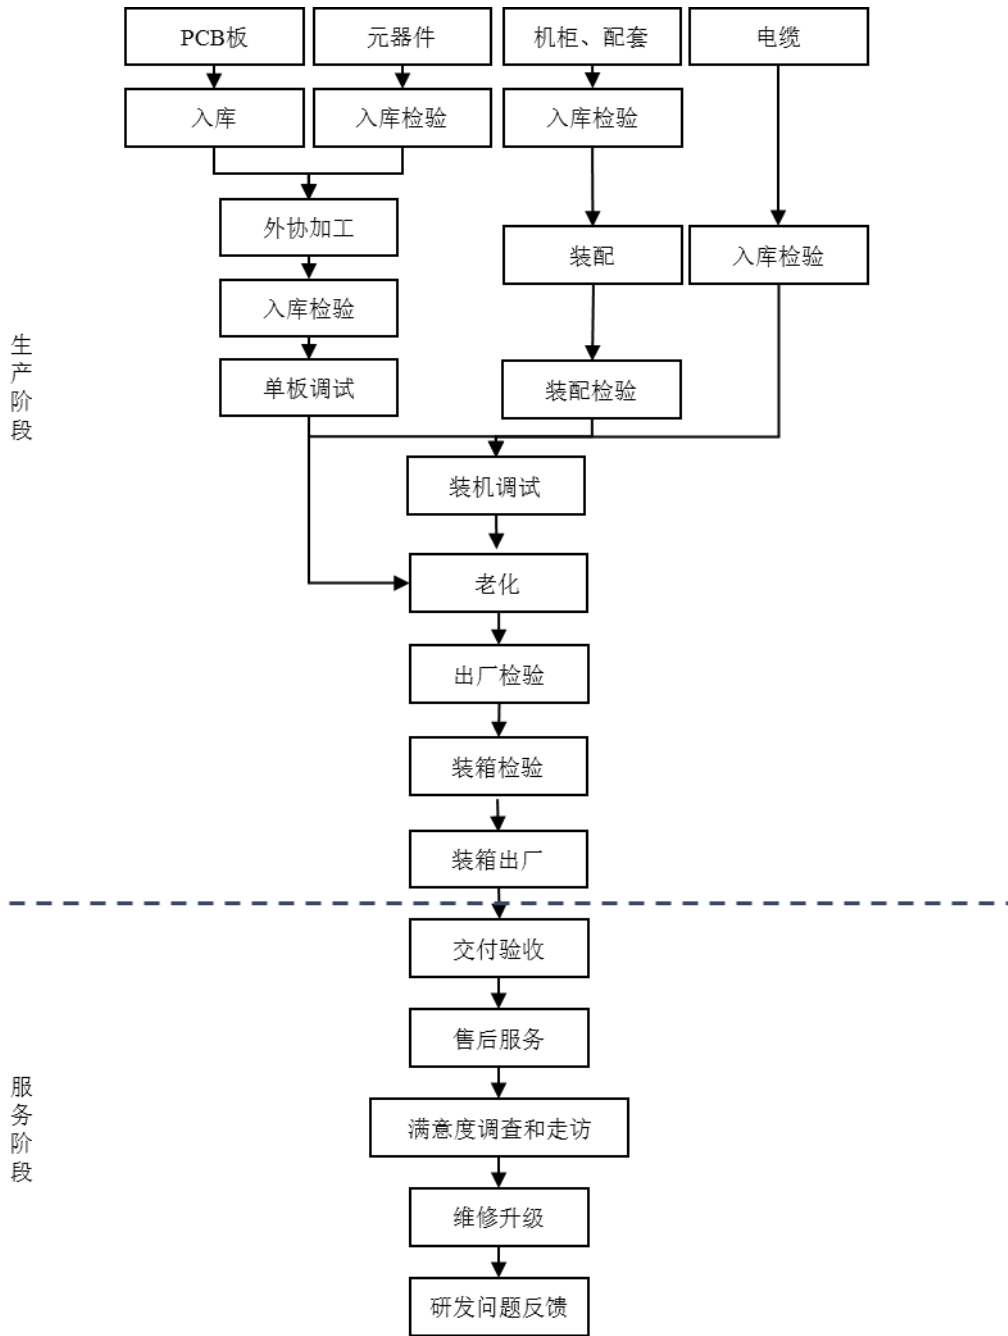 PCB板
元器件
机柜、配套
电缆
入库
入库检验
入库检验
外协加工
装配
入库检验
入库检验
生产阶段
单板调试
装配检验
装机调试
老化
出厂检验
装箱检验
装箱出厂
交付验收
售后服务
服务阶段
满意度调查和走访
维修升级
研发问题反馈